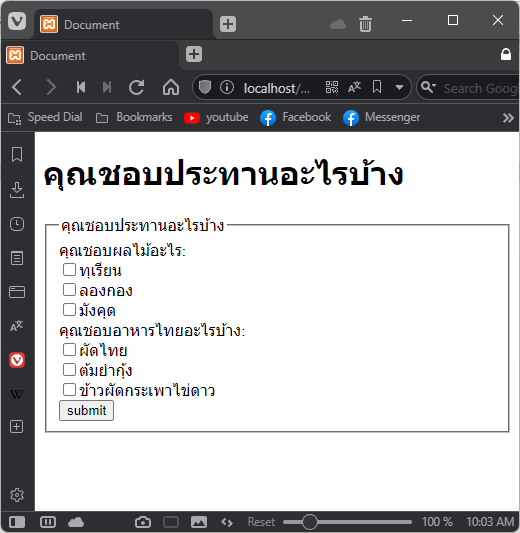 Document
Document
localhost/...
Search Goog
Speed Dial
Bookmarks
youtube
Facebook
Messenger
คุณชอบประทานอะไรบ้าง
คุณชอบประทานอะไรบ้าง
คุณชอบผลไม้อะไร:
ทุเรียน
ลองกอง
มังคุด
คุณชอบอาหารไทยอะไรบ้าง:
ผัดไทย
ต้มยำกุ้ง
ข้าวผัดกระเพาไข่ดาว
submit
Reset
100 %
10:03 AM